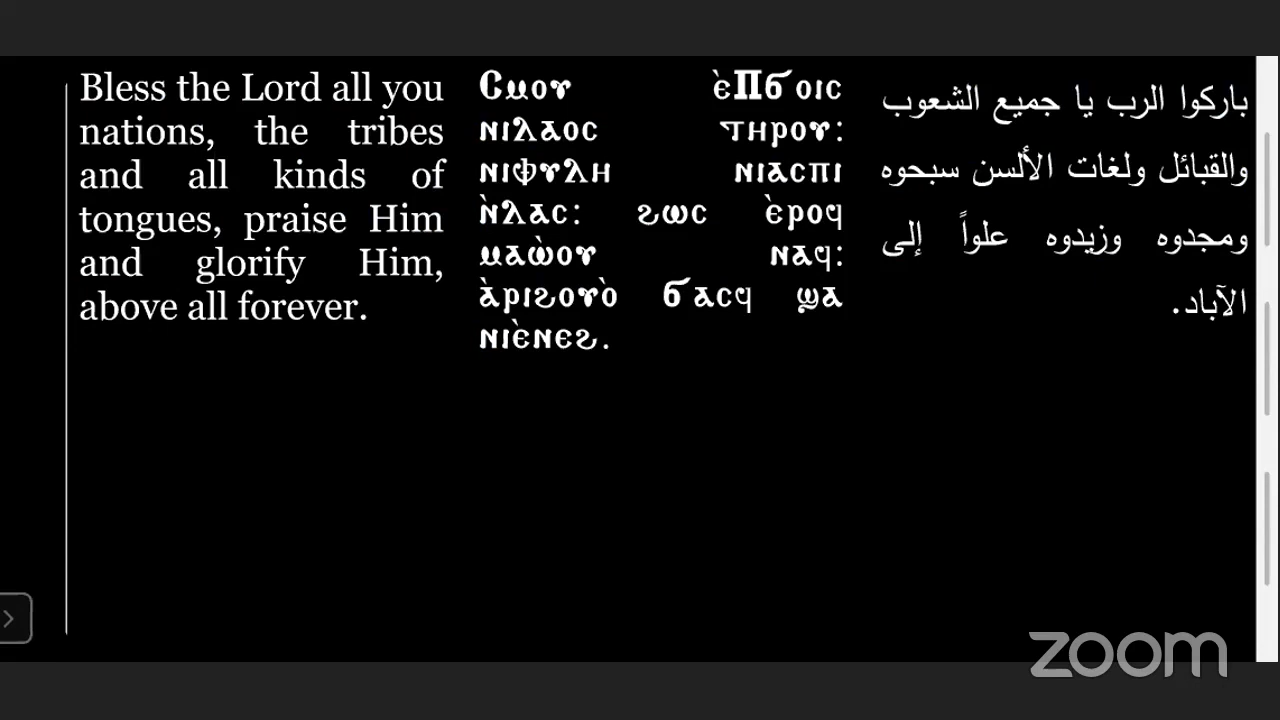 Bless the Lord all you
nations, the tribes
and all kinds of
tongues, praise Him
and glorify Him,
above all forever.
Ⲥⲙⲟⲩ ⲉ̀Ⲡϭⲟⲓⲥ
ⲛⲓⲗⲁⲟⲥ ⲧⲏⲣⲟⲩ:
ⲛⲓⲫⲩⲗⲏ ⲛⲓⲁⲥⲡⲓ
ⲛ̀ⲗⲁⲥ: ϩⲱⲥ ⲉ̀ⲣⲟϥ
ⲙⲁⲱ̀ⲟⲩ ⲛⲁϥ:
ⲁ̀ⲣⲓϩⲟⲩⲟ̀ ϭⲁⲥϥ ϣⲁ
ⲛⲓⲉ̀ⲛⲉϩ.
باركوا الرب يا جميع الشعوب
والقبائل ولغات الألسن سبحوه
ومجدوه وزيدوه علواً إلى
الآباد.
zoom